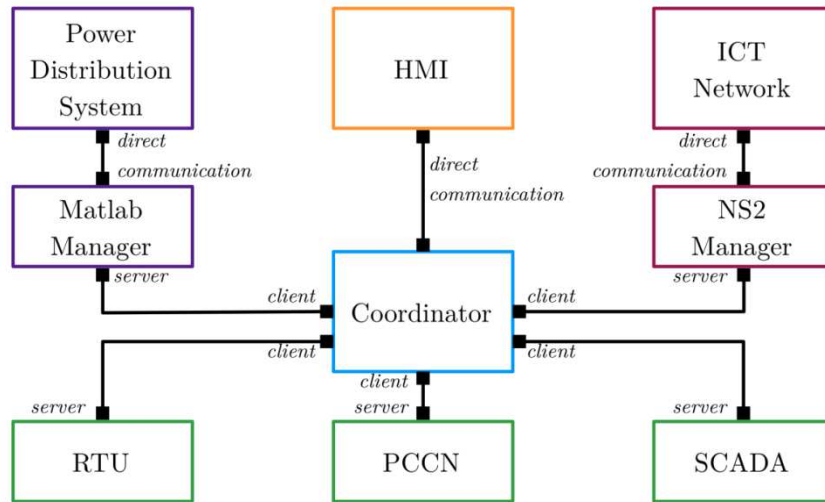 Power
Distribution
System
HMI
ICT
Network
direct
communication
direct
communication
direct
communication
Matlab
Manager
NS2
Manager
server
server
client
client
Coordinator
client
client
client
server
server
server
RTU
PCCN
SCADA